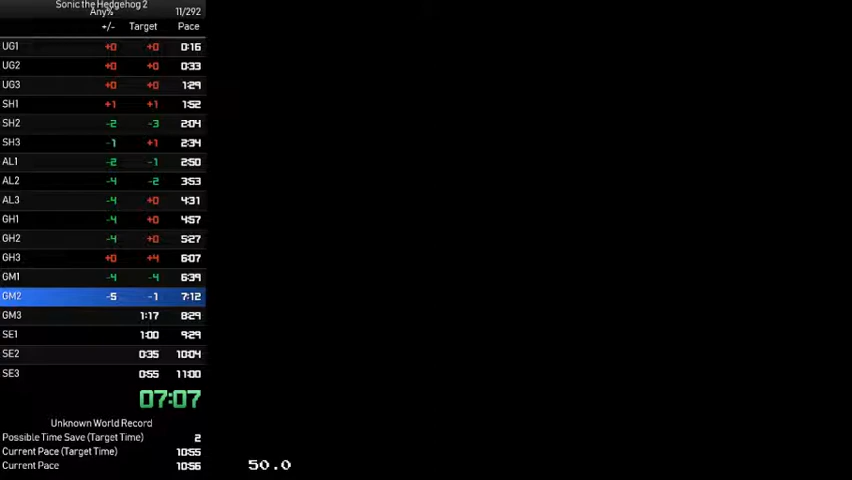 Sonic the Hedgehog 2
Any% 11/292
+/- Target Pace
UG1 +0 +0 0:16
UG2 +0 +0 0:33
UG3 +0 +0 1:29
SH1 +1 +1 1:52
SH2 -2 -3 2:04
SH3 -1 +1 2:34
AL1 -2 -1 2:50
AL2 -4 -2 3:53
AL3 -4 +0 4:31
GH1 -4 +0 4:57
GH2 -4 +0 5:27
GH3 +0 +4 6:07
GM1 -4 -4 6:39
GM2 -5 -1 7:12
GM3 1:17 8:29
SE1 1:00 9:29
SE2 0:35 10:04
SE3 0:55 11:00
07:07
Unknown World Record
Possible Time Save (Target Time) 2
Current Pace (Target Time) 10:55
Current Pace 10:56
50.0